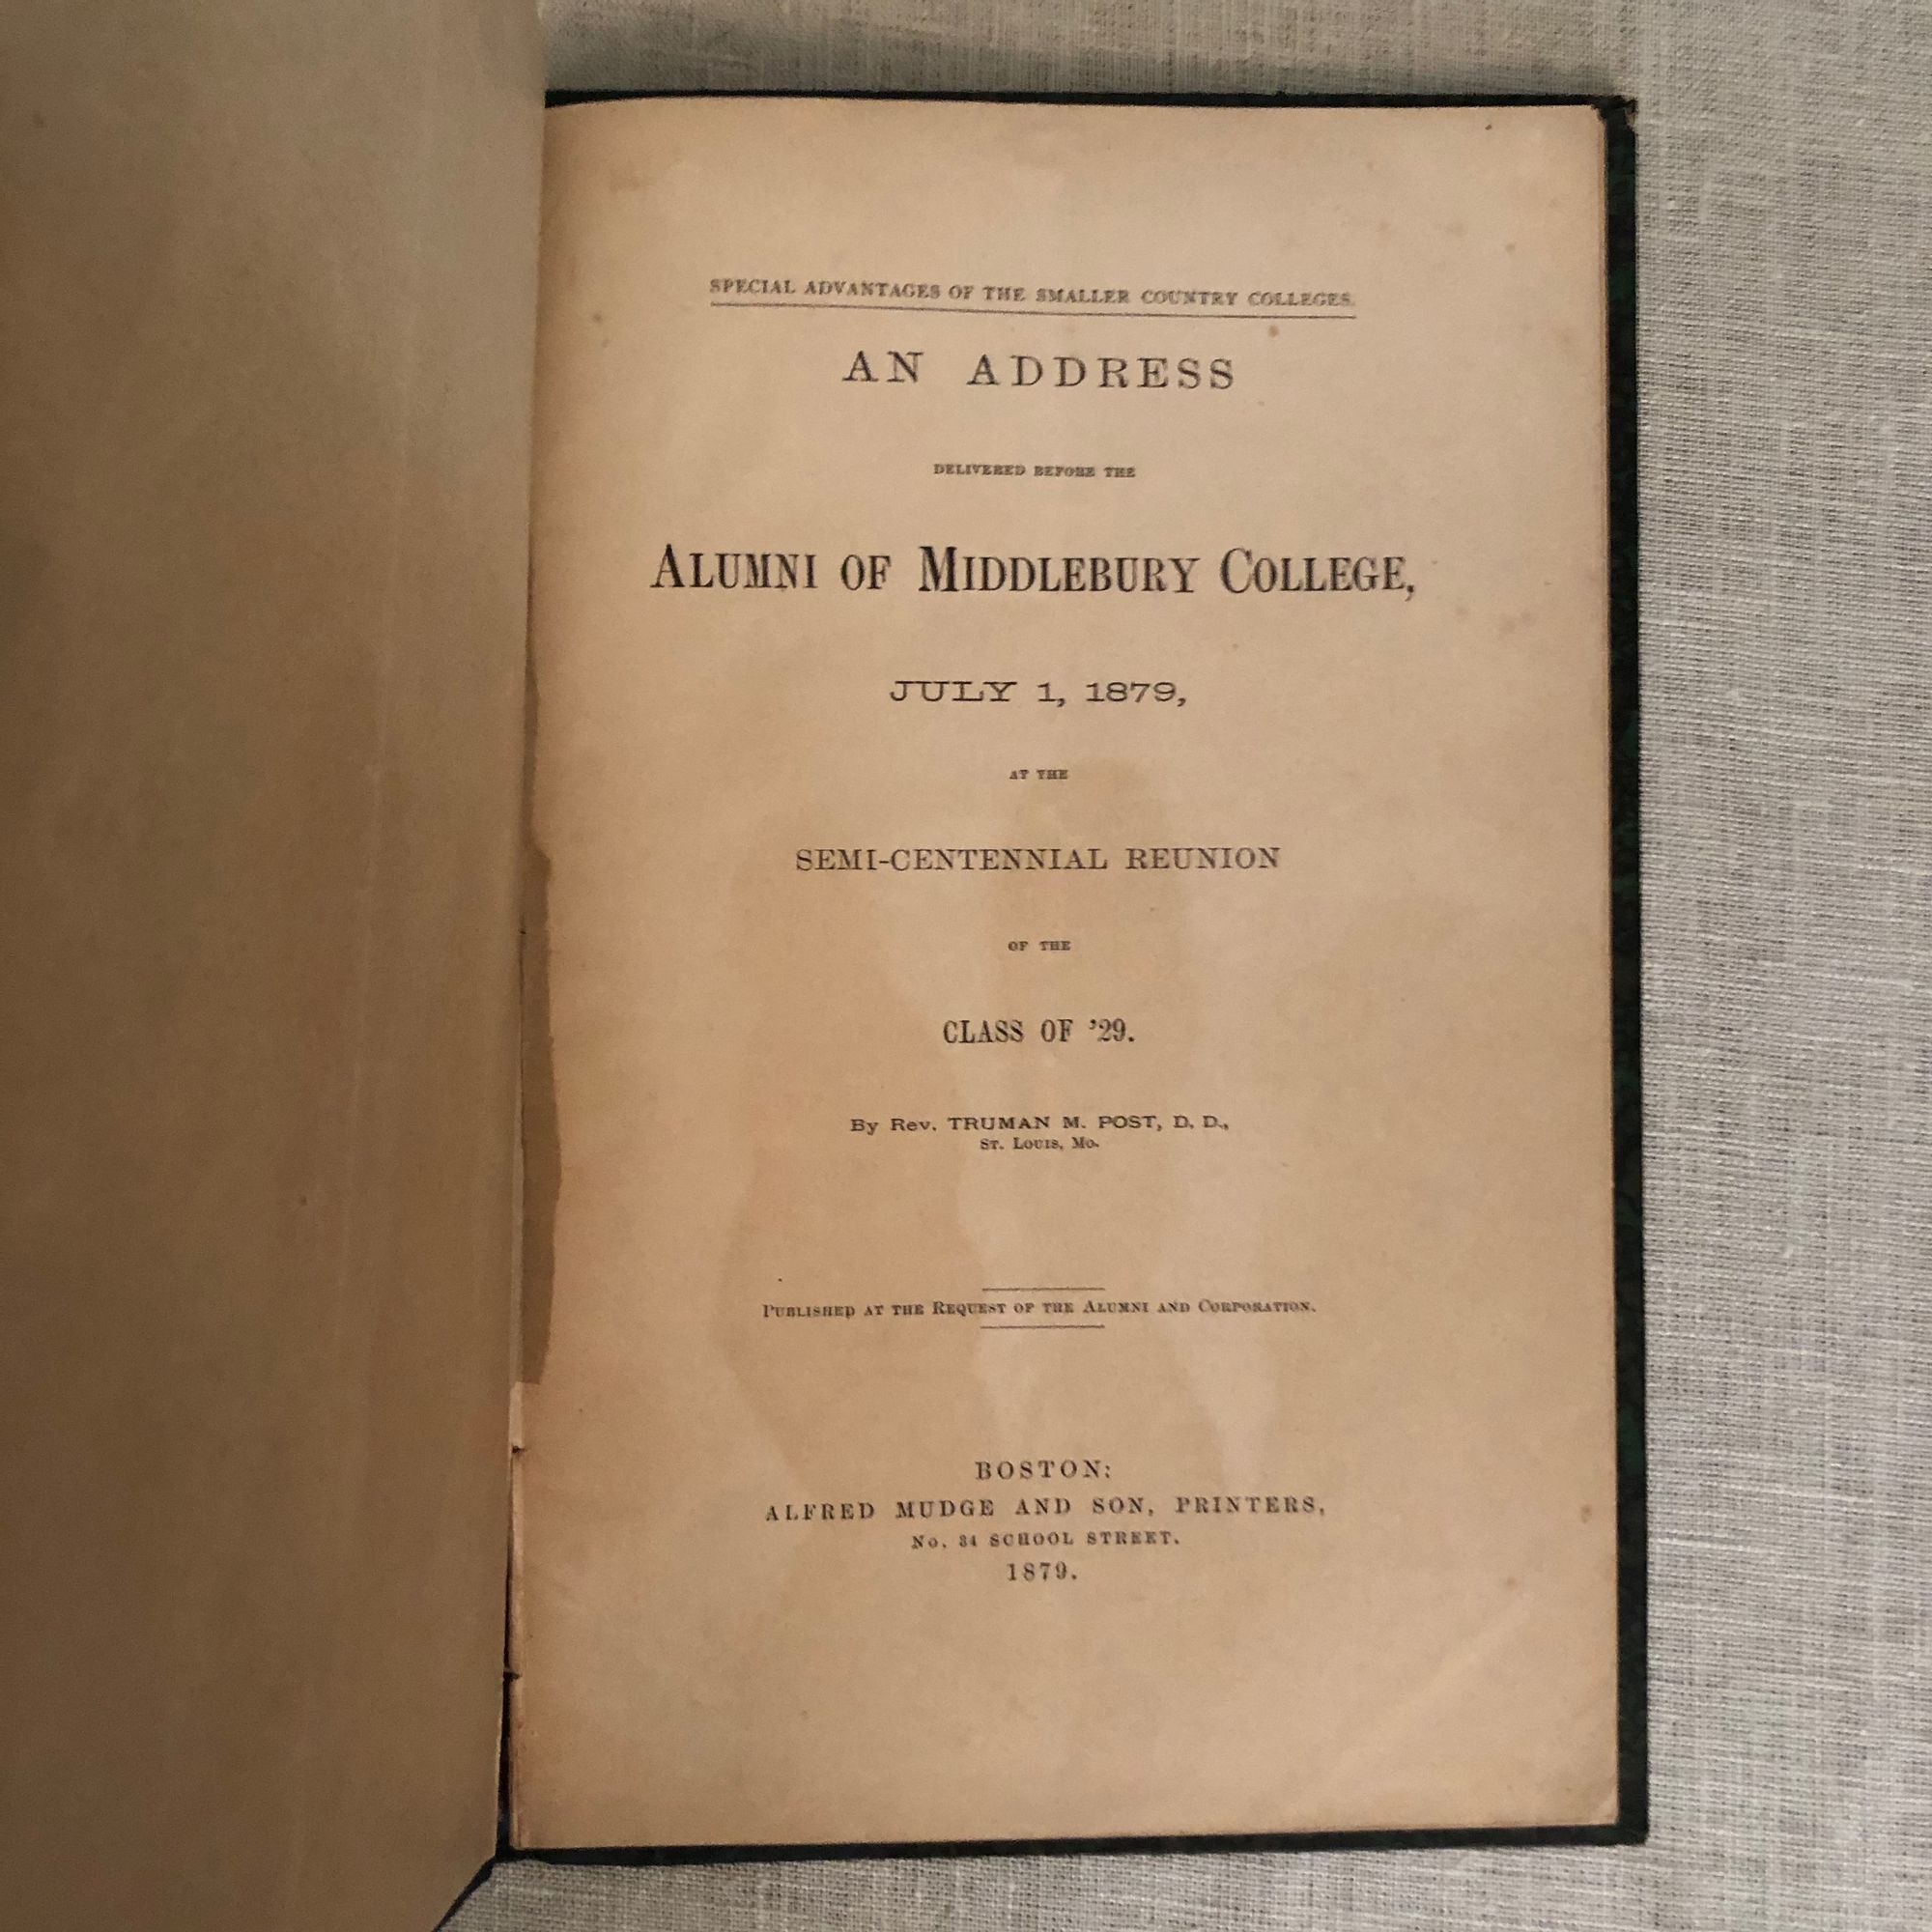 SPECIAL ADVANTAGES OF THE SMALLER COUNTRY COLLEGES.
AN ADDRESS
DELIVERED BEFORE THE
ALUMNI OF MIDDLEBURY COLLEGE,
JULY 1, 1879,
AT THE
SEMI-CENTENNIAL REUNION
OF THE
CLASS OF '29.
By Rev. TRUMAN M. POST, D. D.,
ST. LOUIS, MO.
PUBLISHED AT THE REQUEST OF THE ALUMNI AND CORPORATION.
BOSTON:
ALFRED MUDGE AND SON, PRINTERS,
No. 34 SCHOOL STREET.
1879.